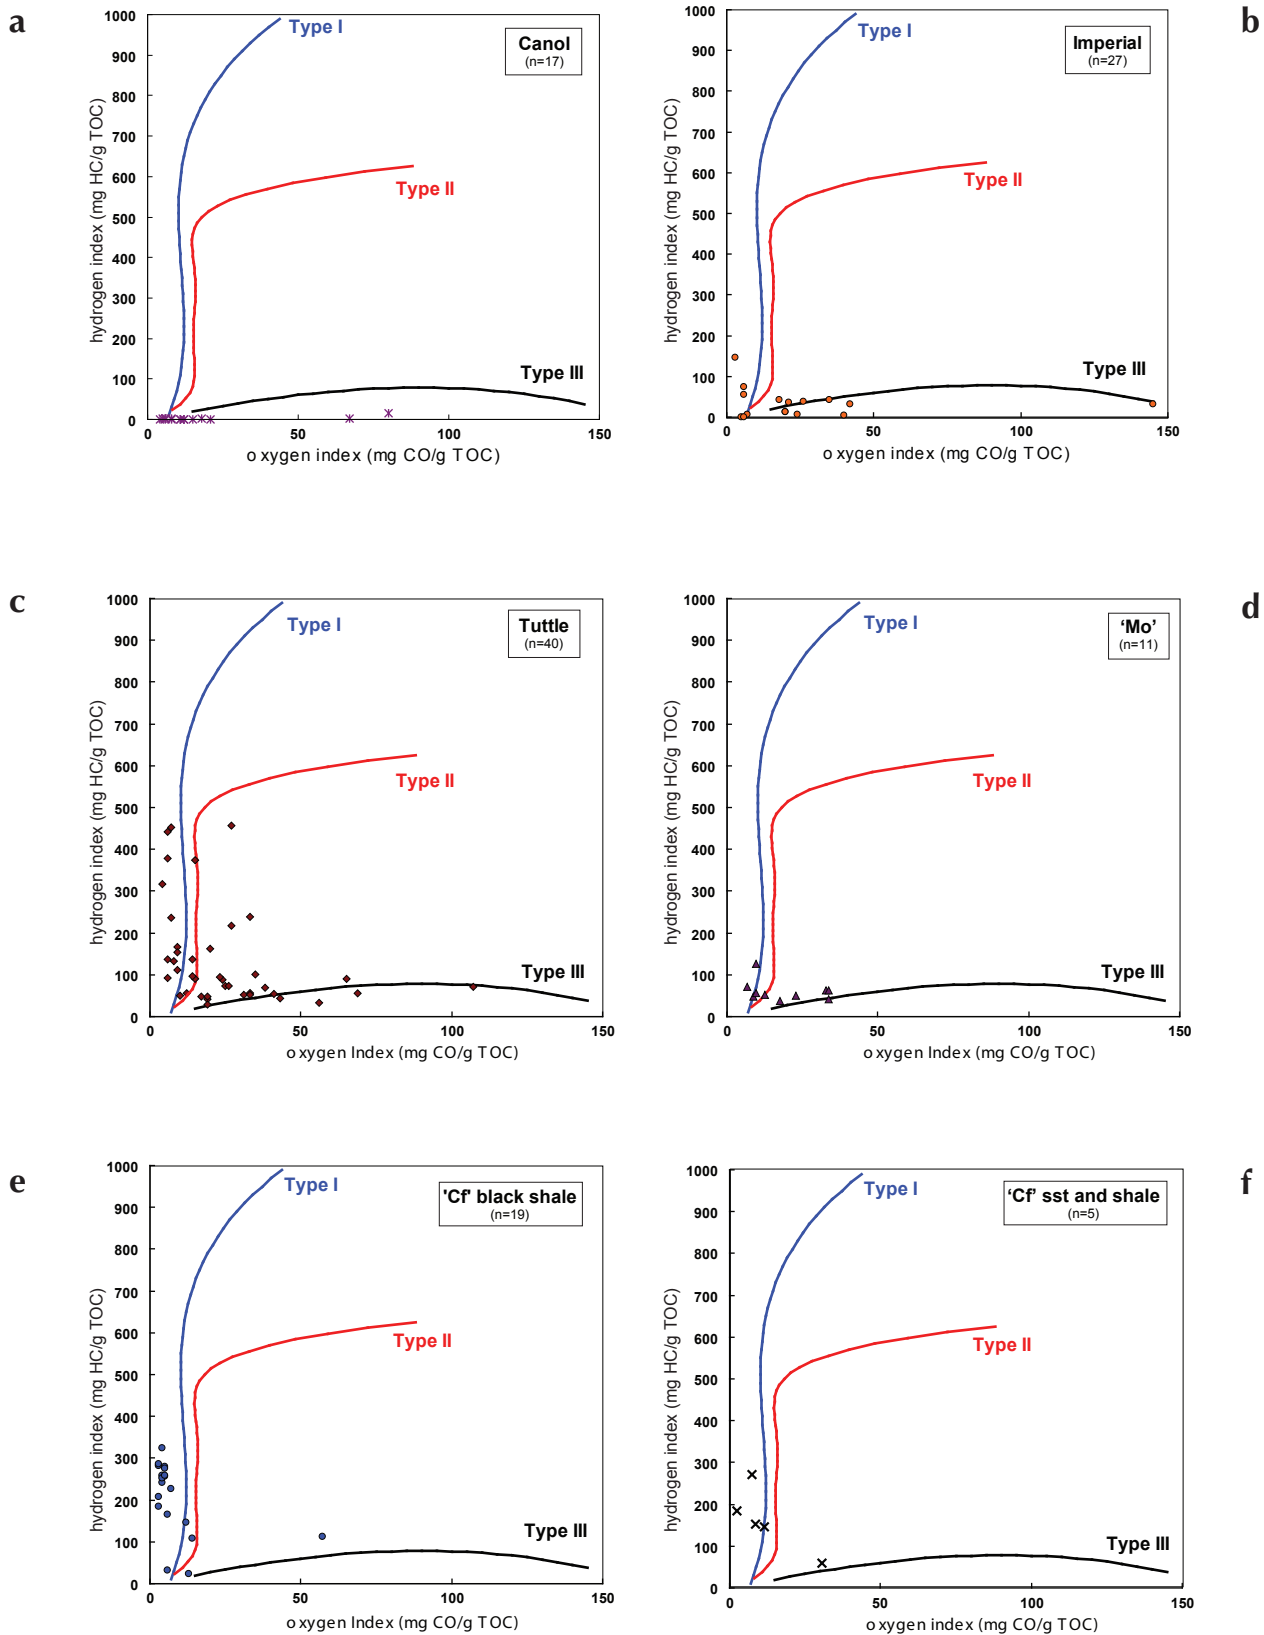 a
1000
900
800
700
600
500
400
300
200
100
0
0
50
100
150
hydrogen index (mg HC/g TOC)
oxygen index (mg CO/g TOC)
Type I
Type II
Type III
Canol
(n=17)
b
1000
900
800
700
600
500
400
300
200
100
0
0
50
100
150
hydrogen index (mg HC/g TOC)
oxygen index (mg CO/g TOC)
Type I
Type II
Type III
Imperial
(n=27)
c
1000
900
800
700
600
500
400
300
200
100
0
0
50
100
150
hydrogen index (mg HC/g TOC)
oxygen Index (mg CO/g TOC)
Type I
Type II
Type III
Tuttle
(n=40)
d
1000
900
800
700
600
500
400
300
200
100
0
0
50
100
150
hydrogen index (mg HC/g TOC)
oxygen Index (mg CO/g TOC)
Type I
Type II
Type III
‘Mo’
(n=11)
e
1000
900
800
700
600
500
400
300
200
100
0
0
50
100
150
hydrogen index (mg HC/g TOC)
oxygen Index (mg CO/g TOC)
Type I
Type II
Type III
'Cf' black shale
(n=19)
f
1000
900
800
700
600
500
400
300
200
100
0
0
50
100
150
hydrogen index (mg HC/g TOC)
oxygen index (mg CO/g TOC)
Type I
Type II
Type III
‘Cf’ sst and shale
(n=5)